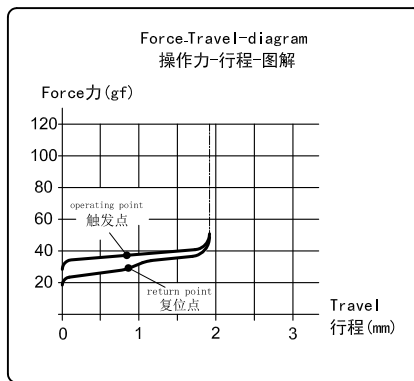 Force-Travel-diagram
操作力-行程-图解
Force力(gf)
120
100
80
60
40
20
operating point
触发点
return point
复位点
0
1
2
3
Travel
行程(mm)